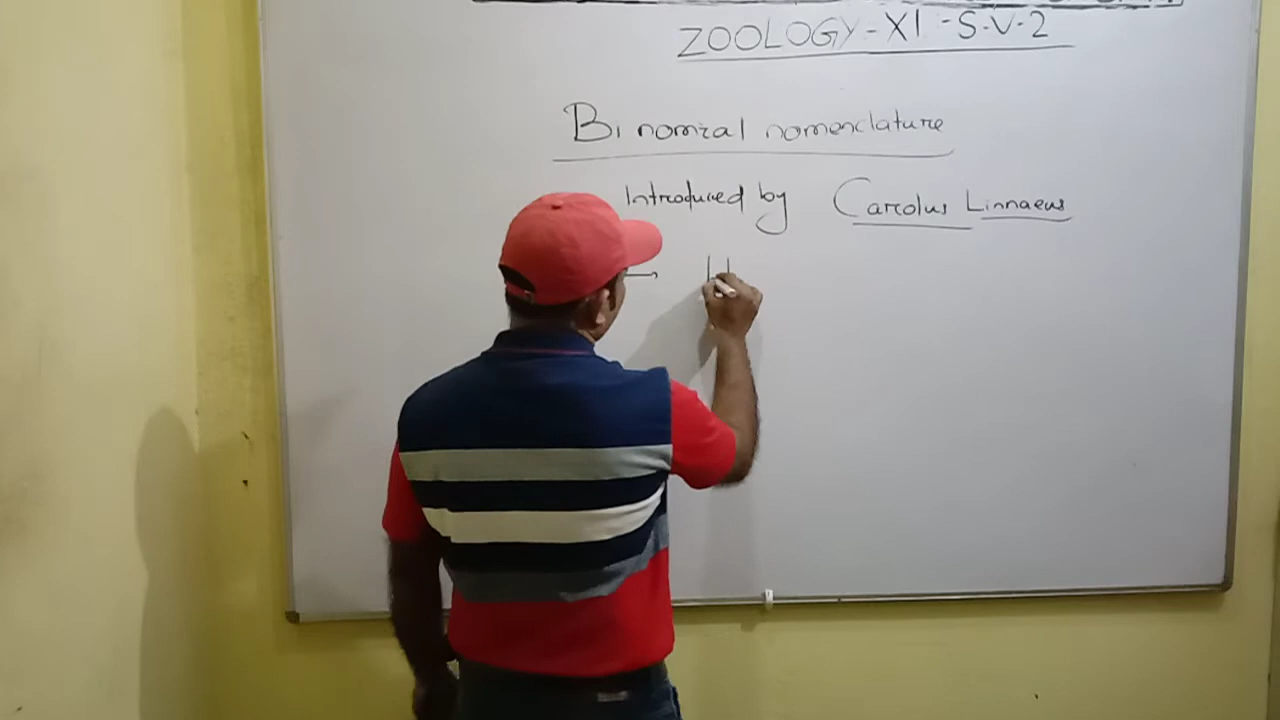 ZOOLOGY-XI-S.V-2
Binomial nomenclature
Introduced by Carolus Linnaeus
→ H